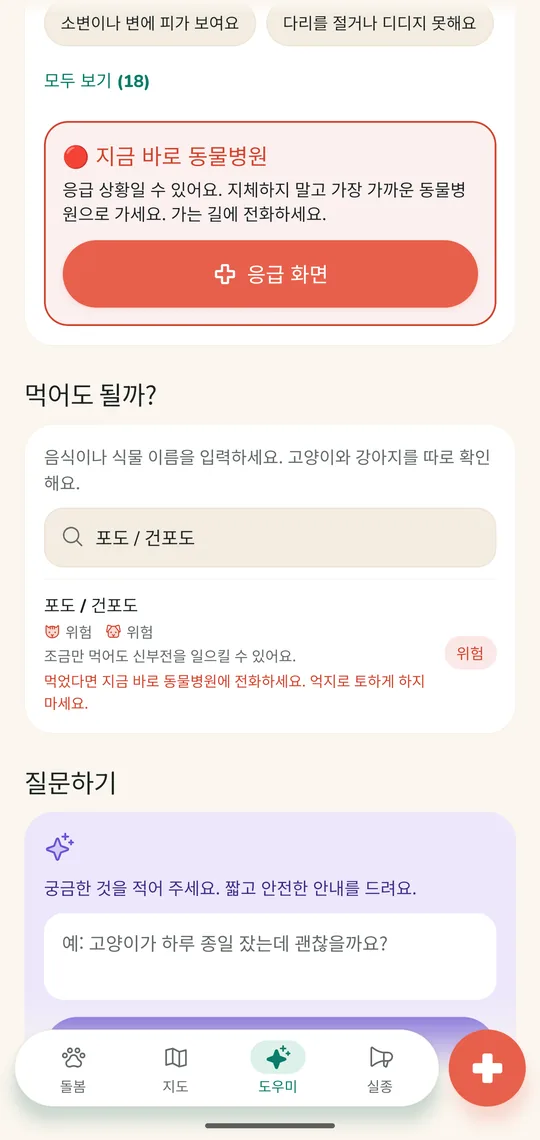 소변이나 변에 피가 보여요
다리를 절거나 디디지 못해요
모두 보기 (18)
지금 바로 동물병원
응급 상황일 수 있어요. 지체하지 말고 가장 가까운 동물병
원으로 가세요. 가는 길에 전화하세요.
응급 화면
먹어도 될까?
음식이나 식물 이름을 입력하세요. 고양이와 강아지를 따로 확인
해요.
포도 / 건포도
포도 / 건포도
위험 위험
조금만 먹어도 신부전을 일으킬 수 있어요.
위험
먹었다면 지금 바로 동물병원에 전화하세요. 억지로 토하게 하지
마세요.
질문하기
궁금한 것을 적어 주세요. 짧고 안전한 안내를 드려요.
예: 고양이가 하루 종일 잤는데 괜찮을까요?
돌봄
지도
도우미
실종